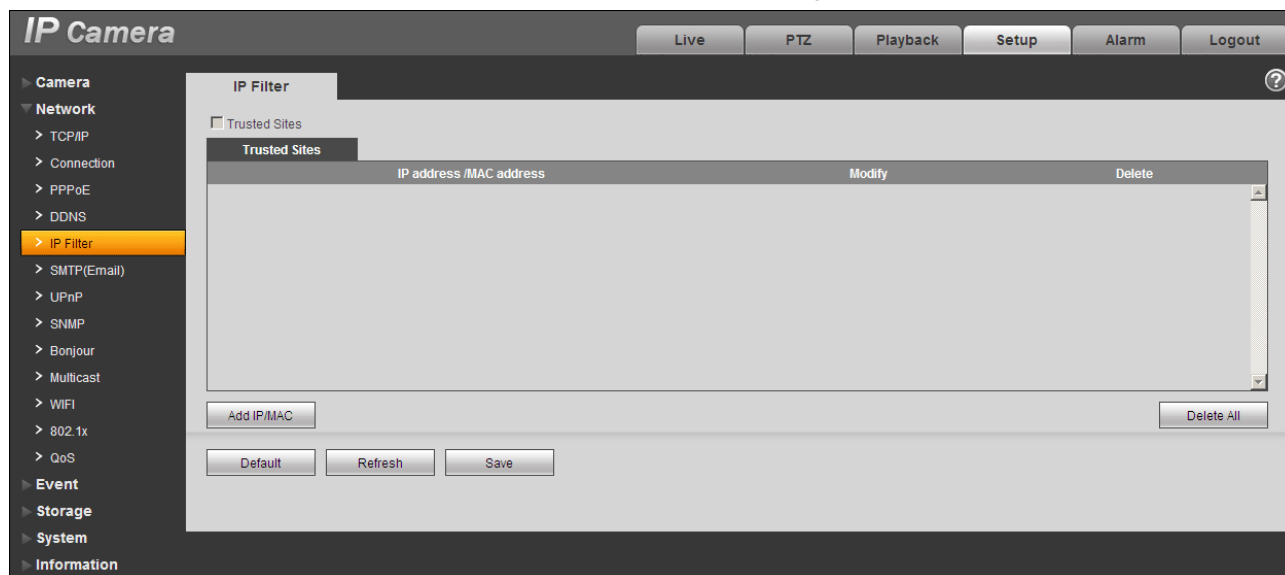 IP Camera
Live PTZ Playback Setup Alarm Logout
Camera
Network
> TCP/IP
> Connection
> PPPoE
> DDNS
> IP Filter
> SMTP(Email)
> UPnP
> SNMP
> Bonjour
> Multicast
> WIFI
> 802.1x
> QoS
Event
Storage
System
Information
IP Filter
?
Trusted Sites
Trusted Sites
IP address /MAC address Modify Delete
Add IP/MAC Delete All
Default Refresh Save